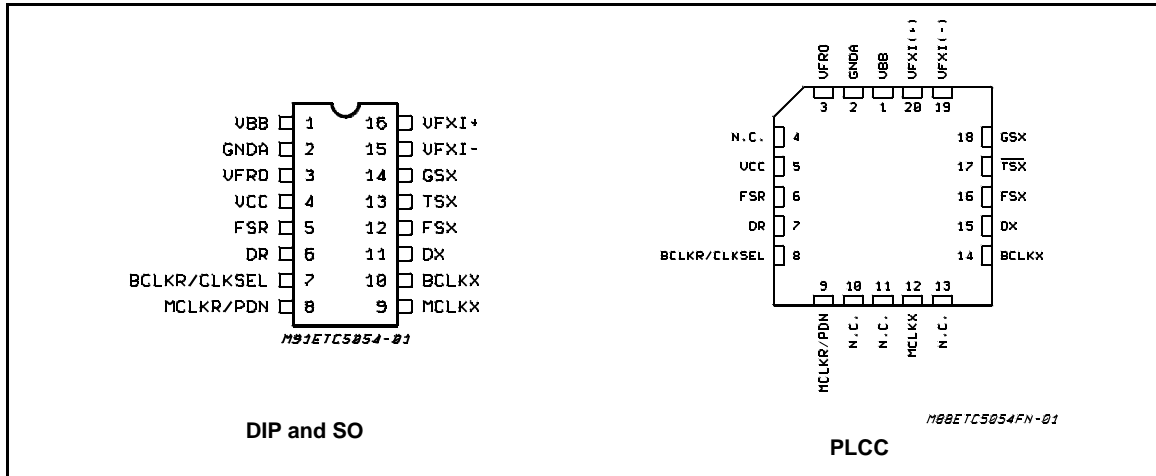 VBB 1 16 VFXI+
GNDA 2 15 VFXI-
VFRO 3 14 GSX
VCC 4 13 TSX
FSR 5 12 FSX
DR 6 11 DX
BCLKR/CLKSEL 7 10 BCLKX
MCLKR/PDN 8 9 MCLKX
M91ETC5054-01
DIP and SO
VFRO GNDA VBB VFXI(+) VFXI(-)
3 2 1 20 19
N.C. 4 18 GSX
VCC 5 17 TSX
FSR 6 16 FSX
DR 7 15 DX
BCLKR/CLKSEL 8 14 BCLKX
9 10 11 12 13
MCLKR/PDN N.C. N.C. MCLKX N.C.
M88ETC5054FN-01
PLCC